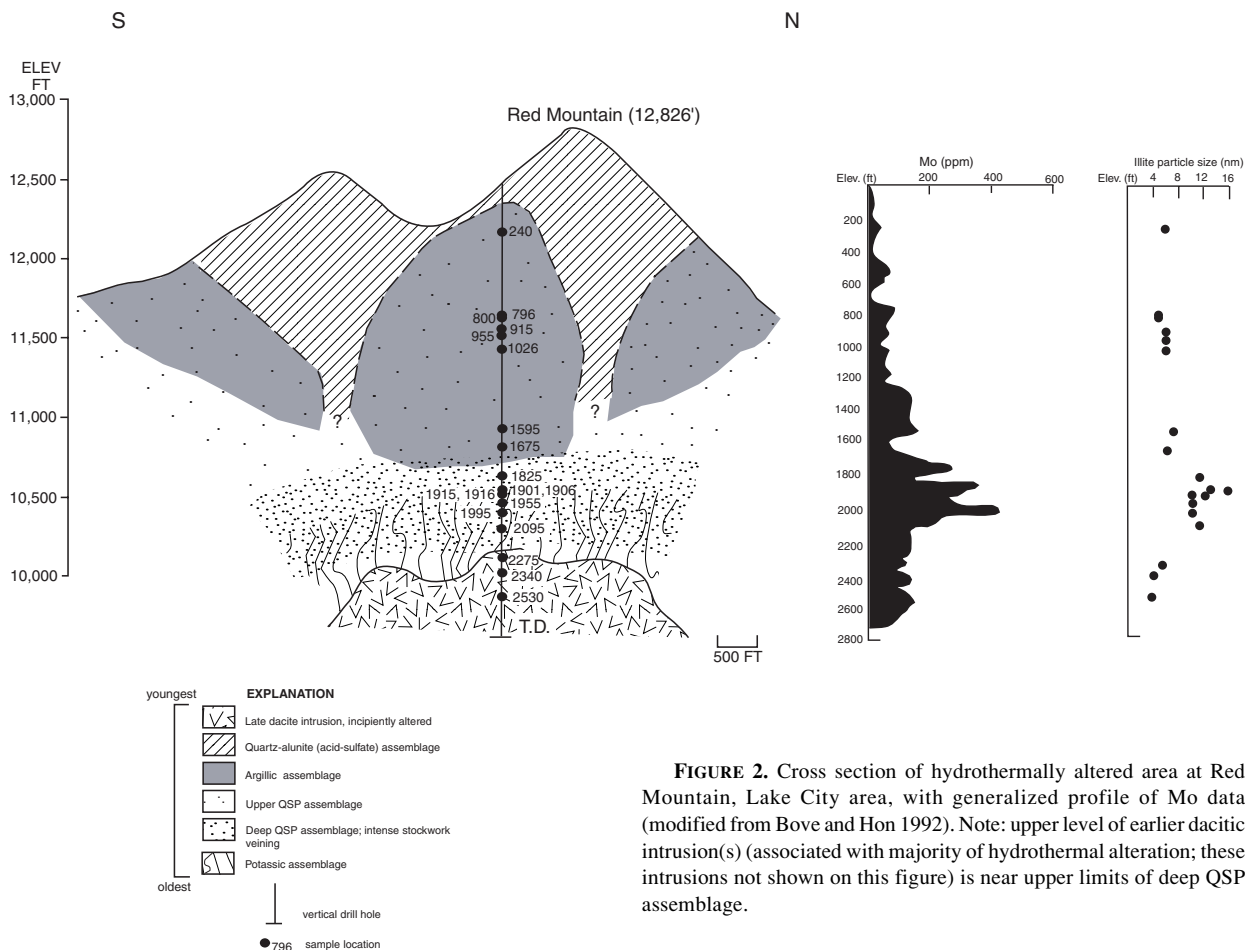 S
N
ELEV
FT
13,000
12,500
12,000
11,500
11,000
10,500
10,000
Red Mountain (12,826')
240
796
800
915
955
1026
1595
1675
1825
1901,1906
1915, 1916
1955
1995
2095
2275
2340
2530
T.D.
?
?
500 FT
Mo (ppm)
Elev. (ft)
200
400
600
200
400
600
800
1000
1200
1400
1600
1800
2000
2200
2400
2600
2800
Illite particle size (nm)
Elev. (ft)
4
8
12
16
youngest
EXPLANATION
Late dacite intrusion, incipiently altered
Quartz-alunite (acid-sulfate) assemblage
Argillic assemblage
Upper QSP assemblage
Deep QSP assemblage; intense stockwork
veining
Potassic assemblage
oldest
vertical drill hole
796 sample location
FIGURE 2. Cross section of hydrothermally altered area at Red
Mountain, Lake City area, with generalized profile of Mo data
(modified from Bove and Hon 1992). Note: upper level of earlier dacitic
intrusion(s) (associated with majority of hydrothermal alteration; these
intrusions not shown on this figure) is near upper limits of deep QSP
assemblage.